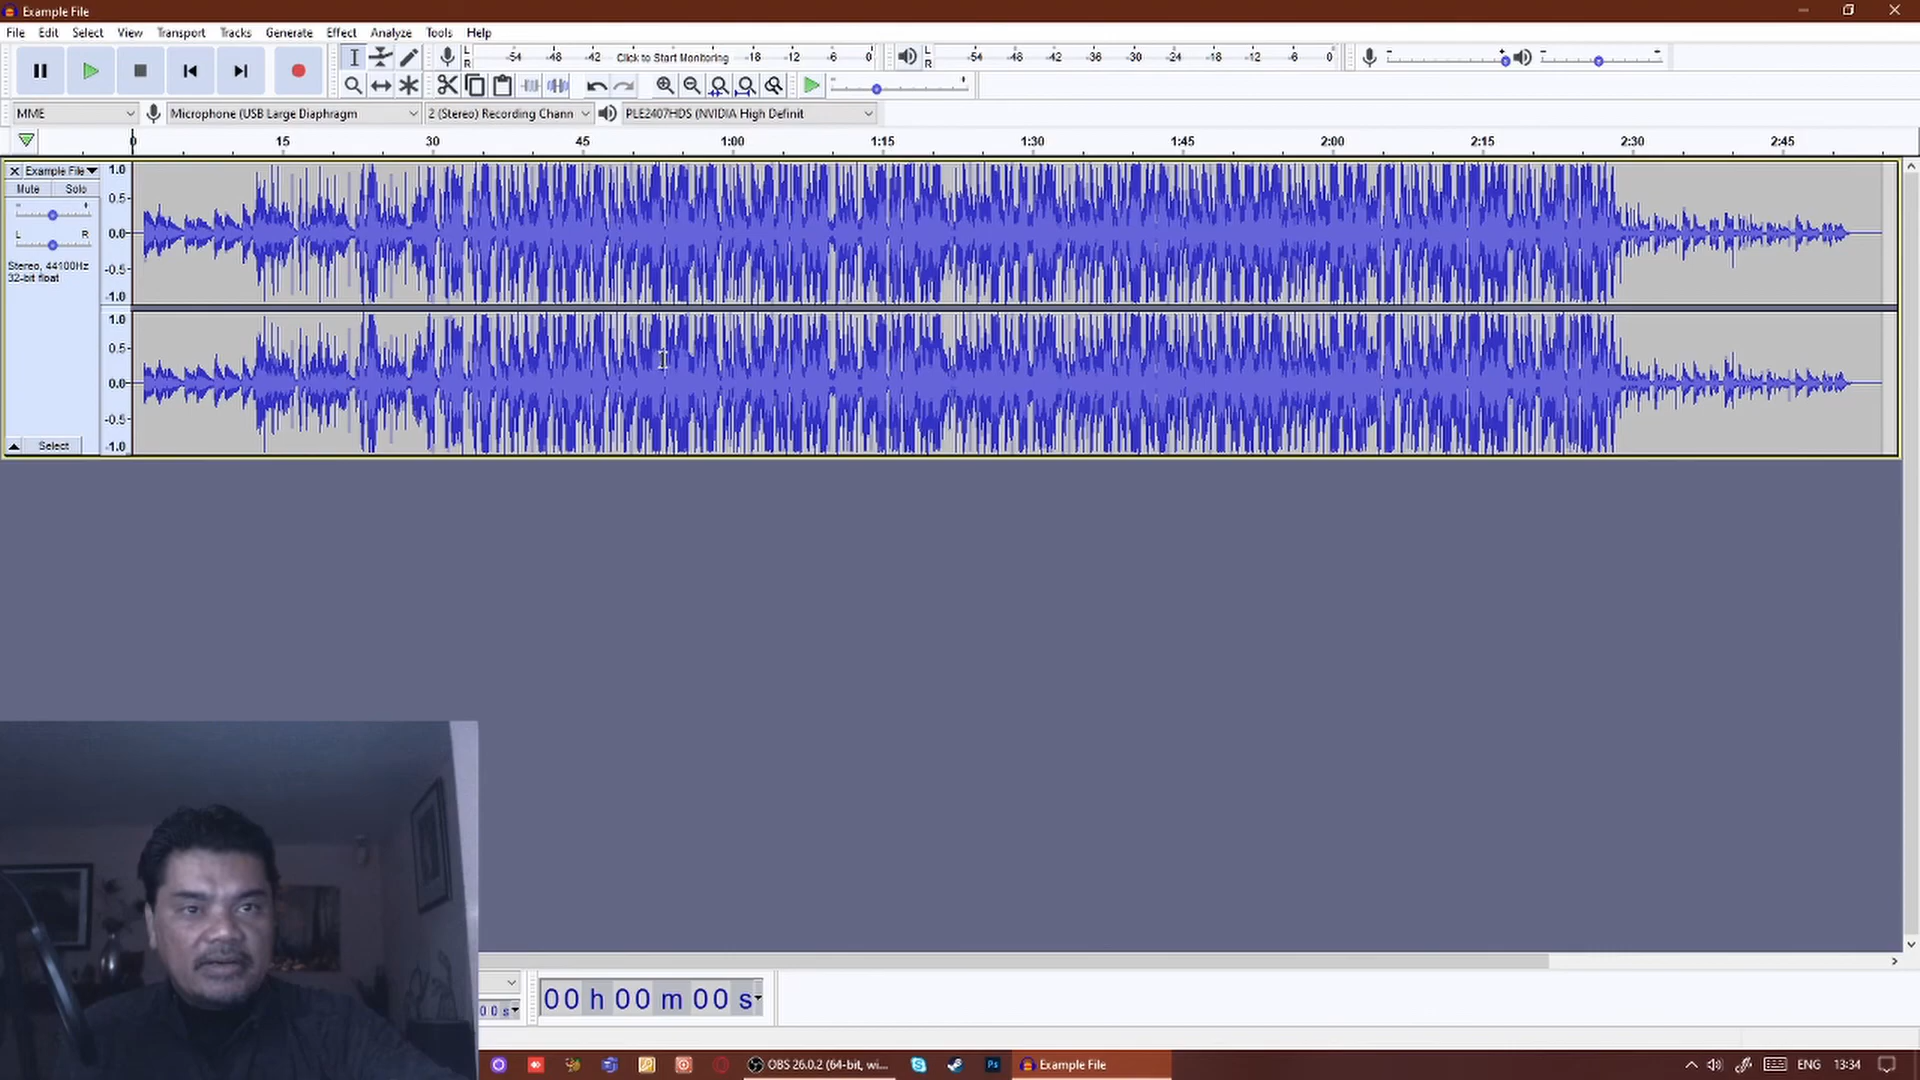 Example File
File Edit Select View Transport Tracks Generate Effect Analyze Tools Help
L R -54 -48 -42 Click to Start Monitoring -18 -12 -6 0 L R -54 -48 -42 -36 -30 -24 -18 -12 -6 0 - + - +
- +
MME Microphone (USB Large Diaphragm 2 (Stereo) Recording Chann PLE2407HDS (NVIDIA High Definit
0 15 30 45 1:00 1:15 1:30 1:45 2:00 2:15 2:30 2:45
Example File 1.0
Mute Solo 0.5
- + 0.0
L R -0.5
Stereo, 44100Hz
32-bit float -1.0
1.0
0.5
0.0
-0.5
Select -1.0
00 h 00 m 00 s
00 s
OBS 26.0.2 (64-bit, wi... Ps Example File ENG 13:34